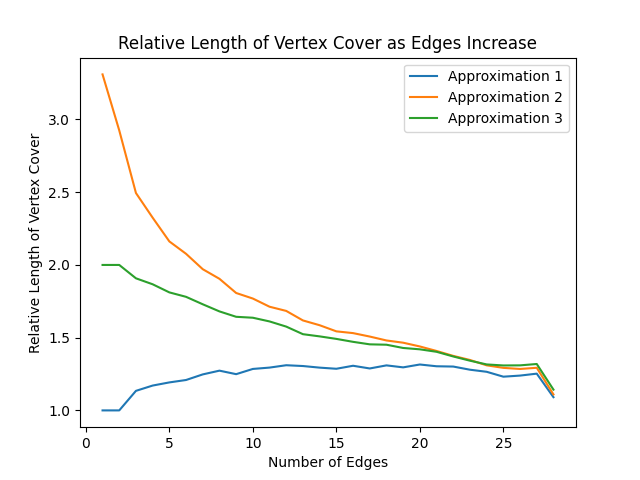 Relative Length of Vertex Cover as Edges Increase
Approximation 1
Approximation 2
Approximation 3
Relative Length of Vertex Cover
3.0
2.5
2.0
1.5
1.0
0
5
10
15
20
25
Number of Edges